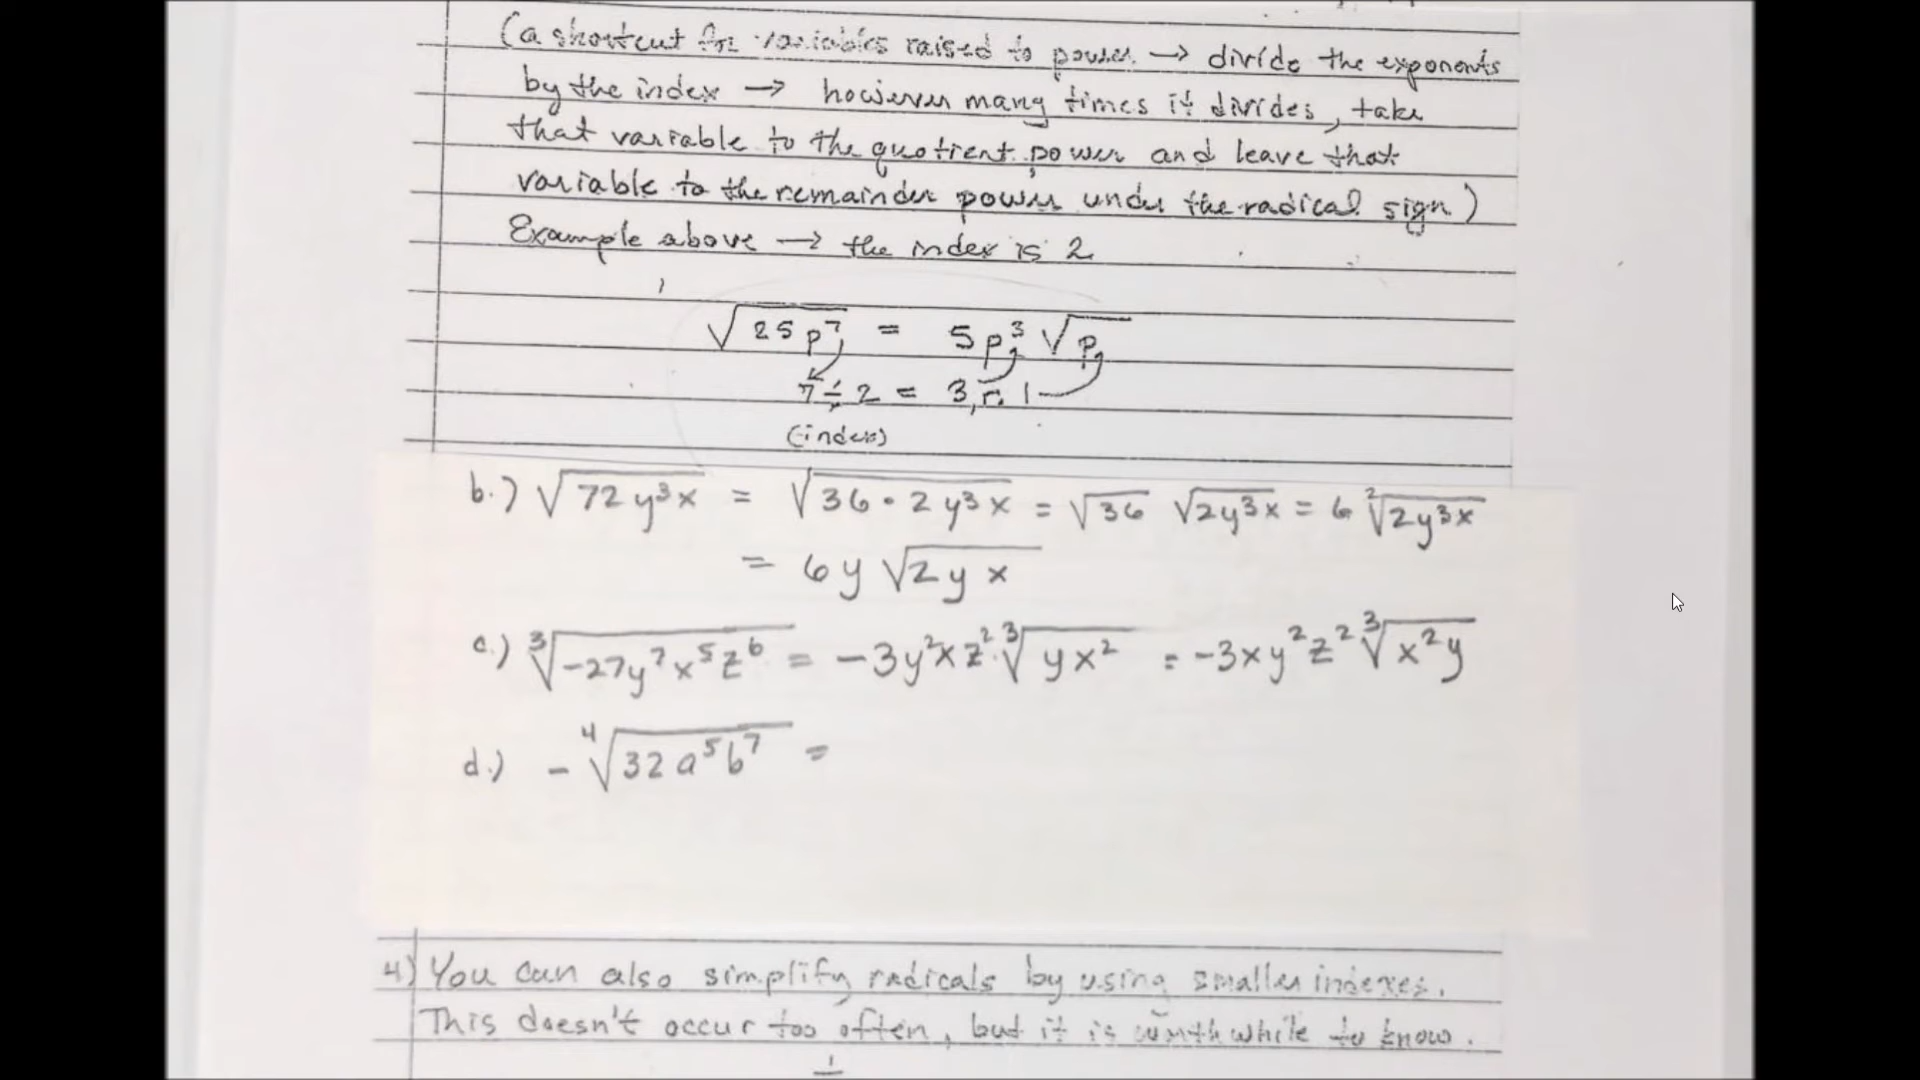 (a shortcut for variables raised to power → divide the exponents
by the index → however many times it divides, take
that variable to the quotient power and leave that
variable to the remainder power under the radical sign)
Example above → the index is 2
√25p⁷ = 5p³ √p
7 ÷ 2 = 3, r. 1
(index)
b.) √72y³x = √36 · 2y³x = √36 √2y³x = 6 ²√2y³x
= 6y √2yx
c.) ³√-27y⁷x⁵z⁶ = -3y²xz² · ³√yx² = -3xy²z² ³√x²y
d.) - ⁴√32a⁵b⁷ =
4) You can also simplify radicals by using smaller indexes.
This doesn't occur too often, but it is worthwhile to know.